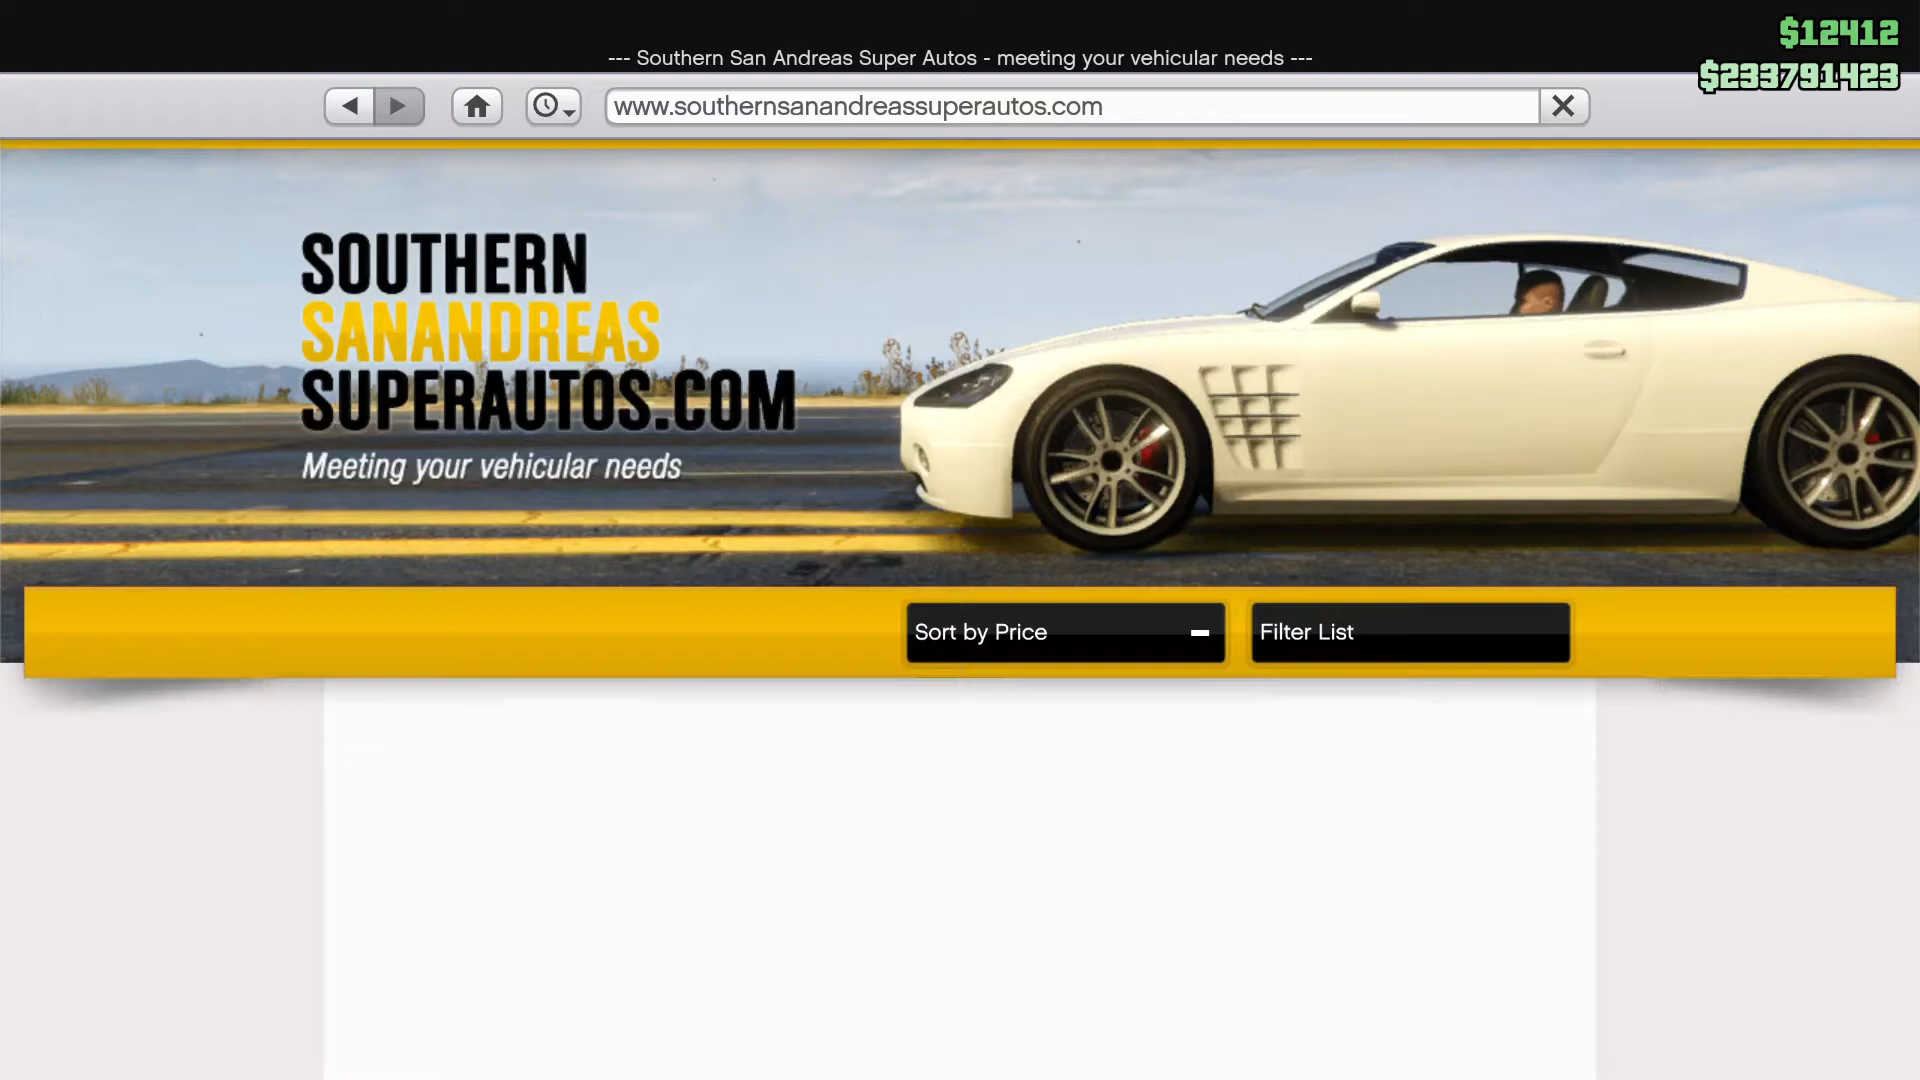 $12412
--- Southern San Andreas Super Autos - meeting your vehicular needs ---
$233791423
www.southernsanandreassuperautos.com
SOUTHERN
SANANDREAS
SUPERAUTOS.COM
Meeting your vehicular needs
Sort by Price
Filter List